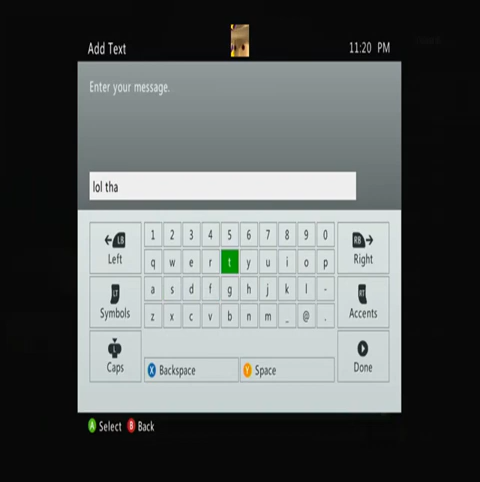 Add Text
11:20 PM
Enter your message.
lol tha
LB
Left
1 2 3 4 5 6 7 8 9 0
RB
Right
q w e r t y u i o p
LT
Symbols
a s d f g h j k l -
RT
Accents
z x c v b n m _ @ .
L
Caps
X Backspace
Y Space
Done
A Select B Back